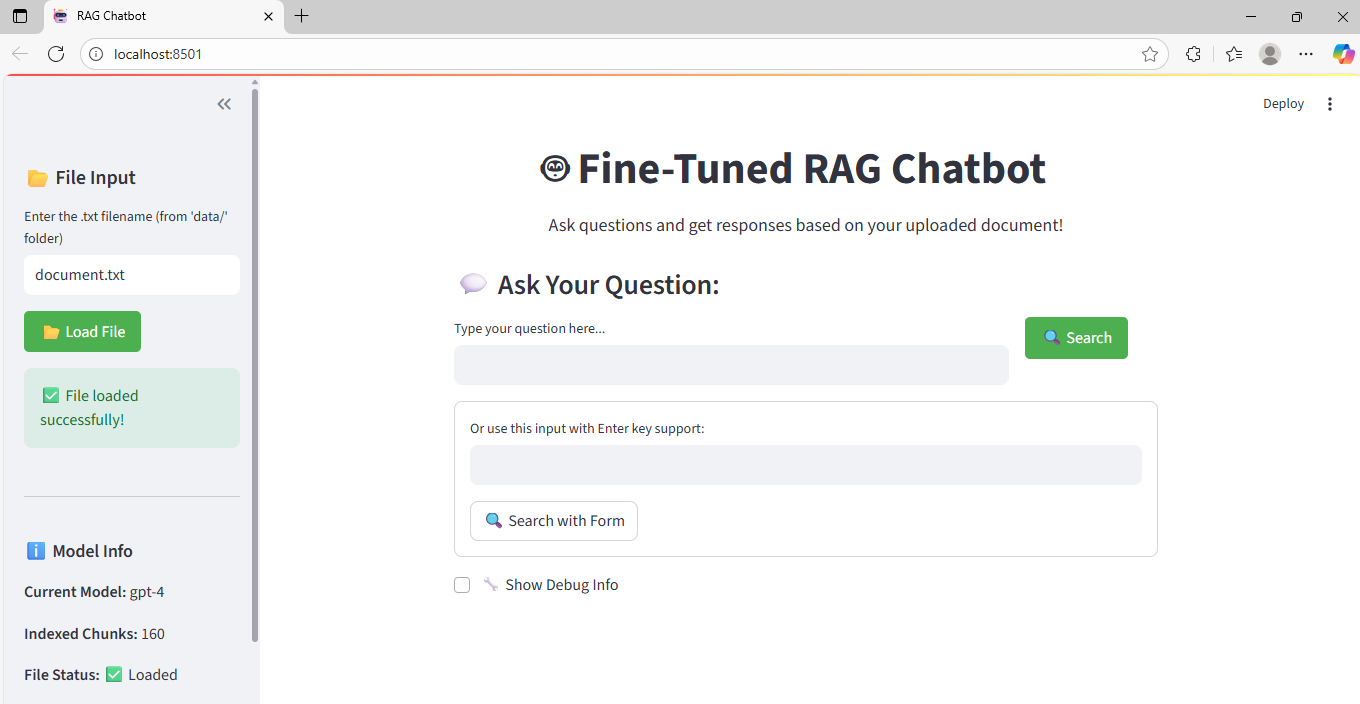 RAG Chatbot
localhost:8501
Deploy
File Input
Enter the .txt filename (from 'data/'
folder)
document.txt
Load File
File loaded
successfully!
Model Info
Current Model: gpt-4
Indexed Chunks: 160
File Status: ✅ Loaded
Fine-Tuned RAG Chatbot
Ask questions and get responses based on your uploaded document!
Ask Your Question:
Type your question here...
Search
Or use this input with Enter key support:
Search with Form
Show Debug Info